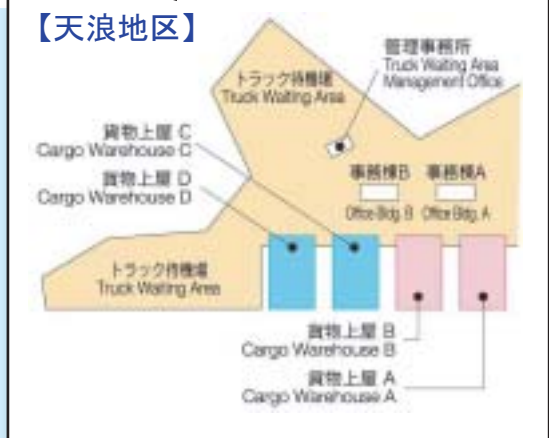 【天浪地区】
管理事務所
Truck Waiting Area
Management Office
トラック待機場
Truck Waiting Area
貨物上屋 C
Cargo Warehouse C
貨物上屋 D
Cargo Warehouse D
事務棟B 事務棟A
Office Bldg. B Office Bldg. A
トラック待機場
Truck Waiting Area
貨物上屋 B
Cargo Warehouse B
貨物上屋 A
Cargo Warehouse A